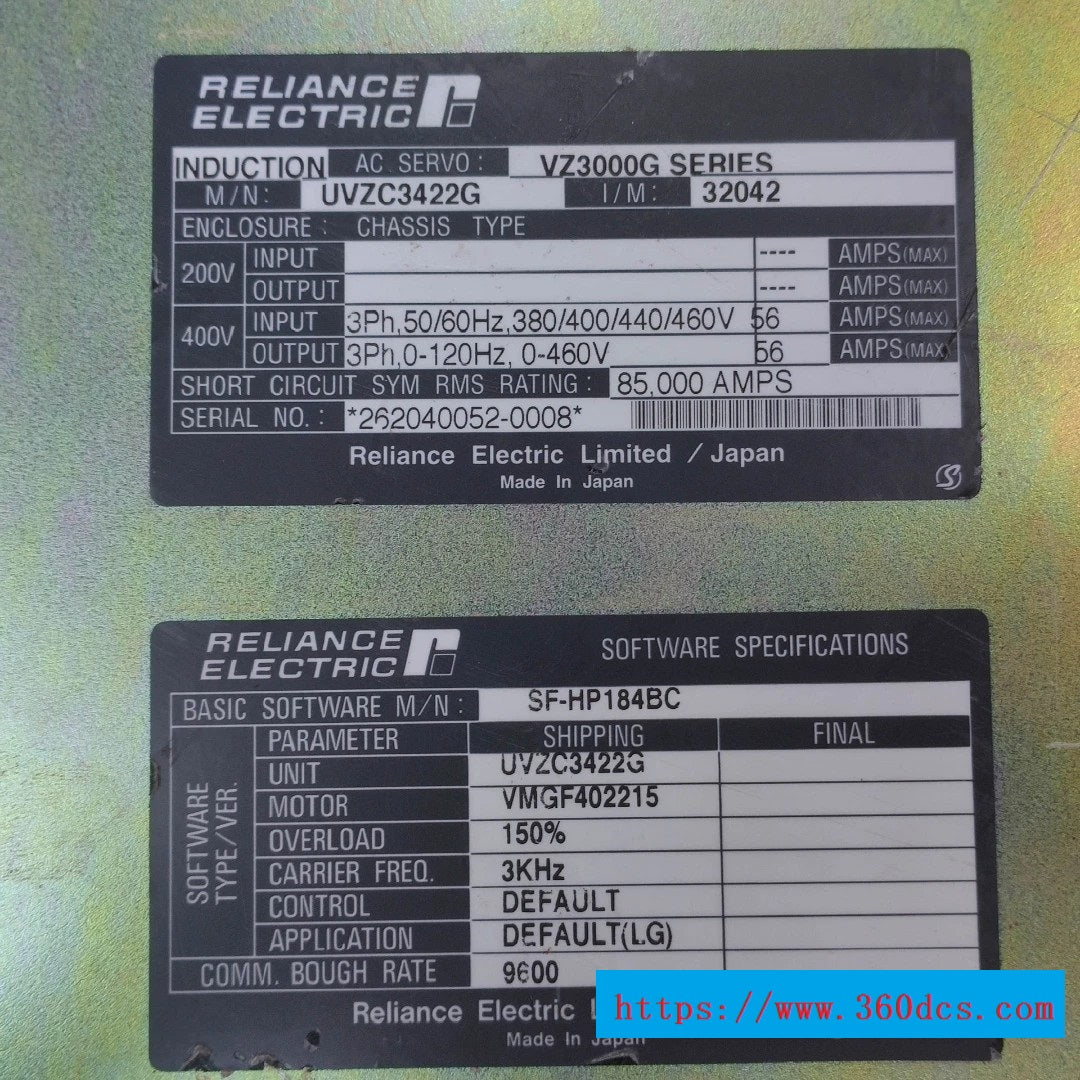 RELIANCE
ELECTRIC
INDUCTION AC SERVO : VZ3000G SERIES
M/N: UVZC3422G I/M: 32042
ENCLOSURE : CHASSIS TYPE
200V INPUT ---- AMPS(MAX)
OUTPUT ---- AMPS(MAX)
400V INPUT 3Ph,50/60Hz,380/400/440/460V 56 AMPS(MAX)
OUTPUT 3Ph,0-120Hz, 0-460V 56 AMPS(MAX)
SHORT CIRCUIT SYM RMS RATING : 85,000 AMPS
SERIAL NO. : *262040052-0008*
Reliance Electric Limited / Japan
Made In Japan
RELIANCE
ELECTRIC
SOFTWARE SPECIFICATIONS
BASIC SOFTWARE M/N : SF-HP184BC
SOFTWARE TYPE/VER.
PARAMETER SHIPPING FINAL
UNIT UVZC3422G
MOTOR VMGF402215
OVERLOAD 150%
CARRIER FREQ. 3KHz
CONTROL DEFAULT
APPLICATION DEFAULT(LG)
COMM. BOUGH RATE 9600
Reliance Electric L
Made In Japan
https://www.360dcs.com